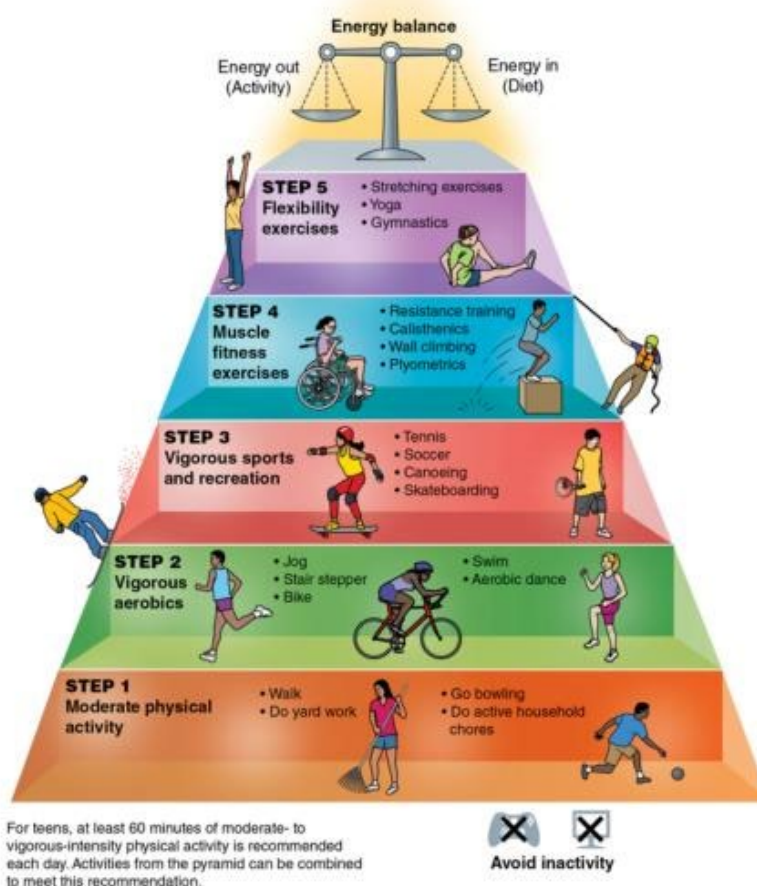 Energy balance
Energy out
(Activity)
Energy in
(Diet)
STEP 5
Flexibility
exercises
• Stretching exercises
• Yoga
• Gymnastics
STEP 4
Muscle
fitness
exercises
• Resistance training
• Calisthenics
• Wall climbing
• Plyometrics
STEP 3
Vigorous sports
and recreation
• Tennis
• Soccer
• Canoeing
• Skateboarding
STEP 2
Vigorous
aerobics
• Jog
• Stair stepper
• Bike
• Swim
• Aerobic dance
STEP 1
Moderate physical
activity
• Walk
• Do yard work
• Go bowling
• Do active household
chores
For teens, at least 60 minutes of moderate- to
vigorous-intensity physical activity is recommended
each day. Activities from the pyramid can be combined
to meet this recommendation.
Avoid inactivity